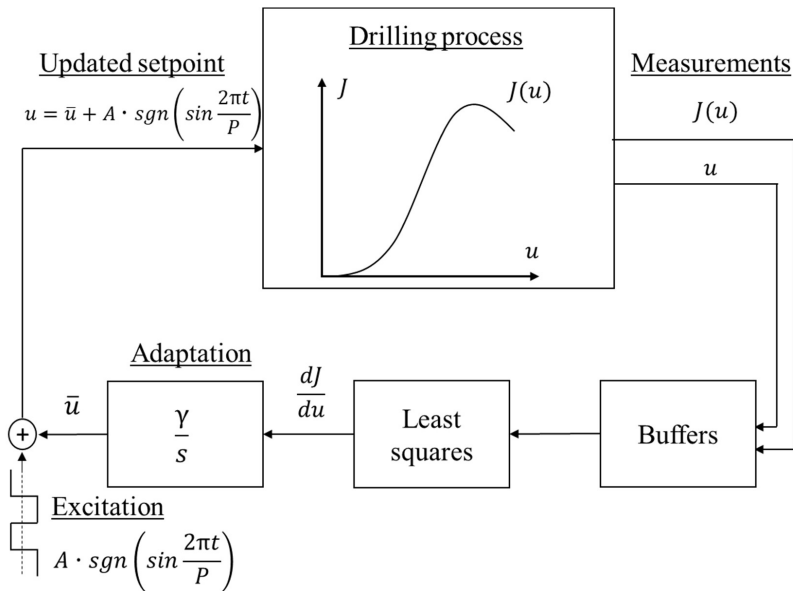 Drilling process
Updated setpoint
u = ū + A · sgn(sin 2πt/P)
J
J(u)
u
Measurements
J(u)
u
Adaptation
γ/s
ū
+
dJ/du
Least
squares
Buffers
Excitation
A · sgn(sin 2πt/P)